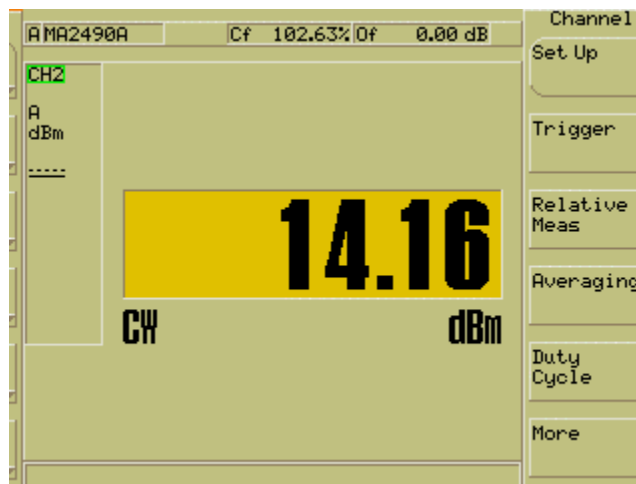 A MA2490A Cf 102.63% Of 0.00 dB
CH2
A
dBm
-----
14.16
CW dBm
Channel
Set Up
Trigger
Relative
Meas
Averaging
Duty
Cycle
More